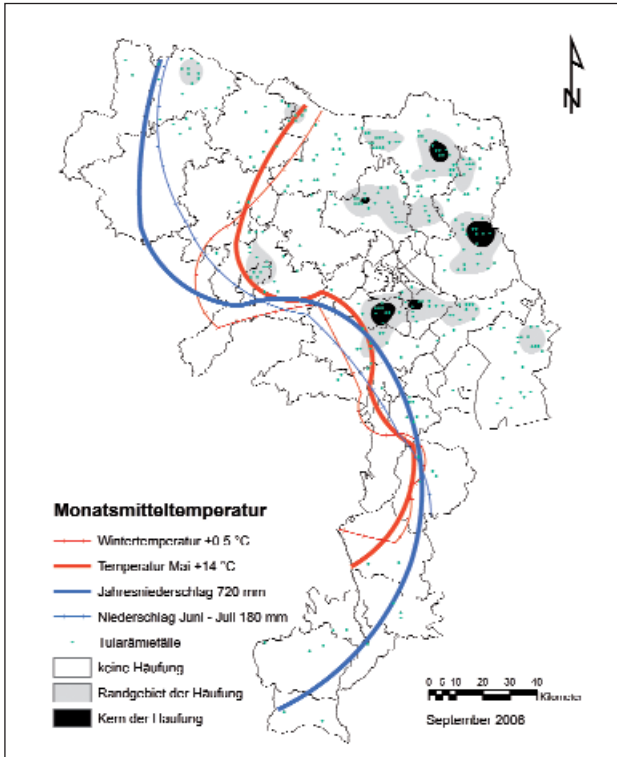 N
Monatsmitteltemperatur
Wintertemperatur +0.5 °C
Temperatur Mai +14 °C
Jahresniederschlag 720 mm
Niederschlag Juni - Juli 180 mm
Tularämiefälle
keine Häufung
Randgebiet der Häufung
Kern der Häufung
0 5 10 20 30 40
Kilometer
September 2006